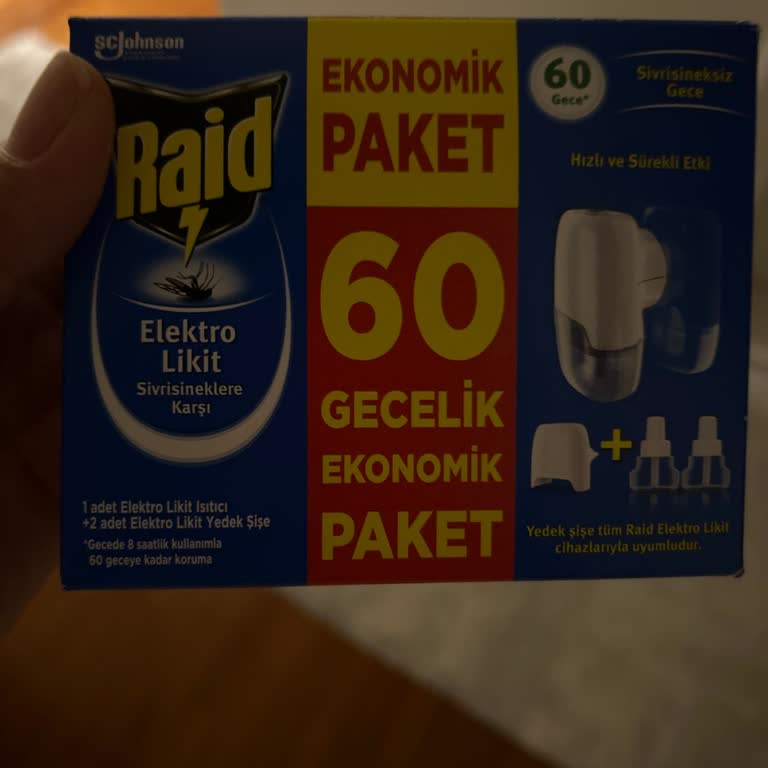 SC Johnson
Raid
Elektro
Likit
Sivrisineklere
Karşı
1 adet Elektro Likit Isıtıcı
+2 adet Elektro Likit Yedek Şişe
*Gecede 8 saatlik kullanımla
60 geceye kadar koruma
EKONOMİK
PAKET
60
GECELİK
EKONOMİK
PAKET
60
Gece*
Sivrisineksiz
Gece
Hızlı ve Sürekli Etki
+
Yedek şişe tüm Raid Elektro Likit
cihazlarıyla uyumludur.